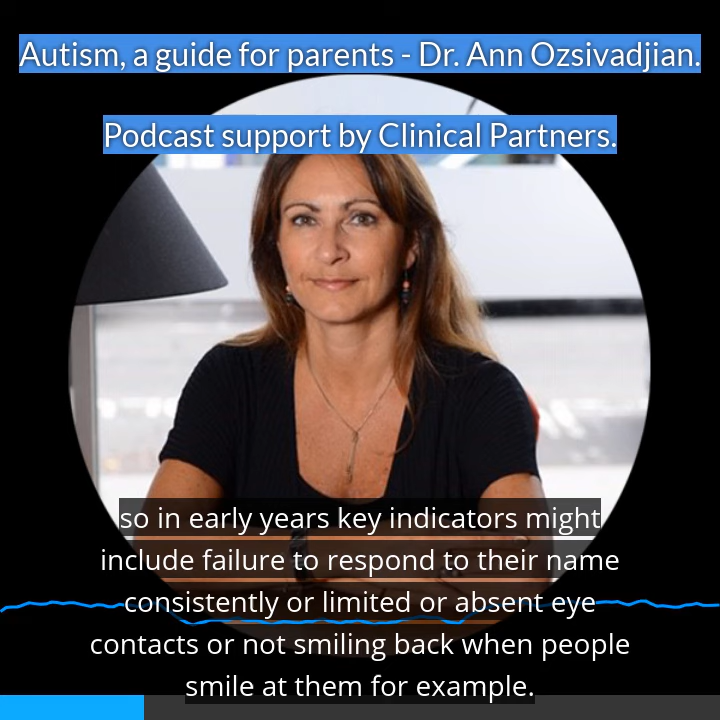 Autism, a guide for parents - Dr. Ann Ozsivadjian.
Podcast support by Clinical Partners.
so in early years key indicators might
include failure to respond to their name
consistently or limited or absent eye
contacts or not smiling back when people
smile at them for example.